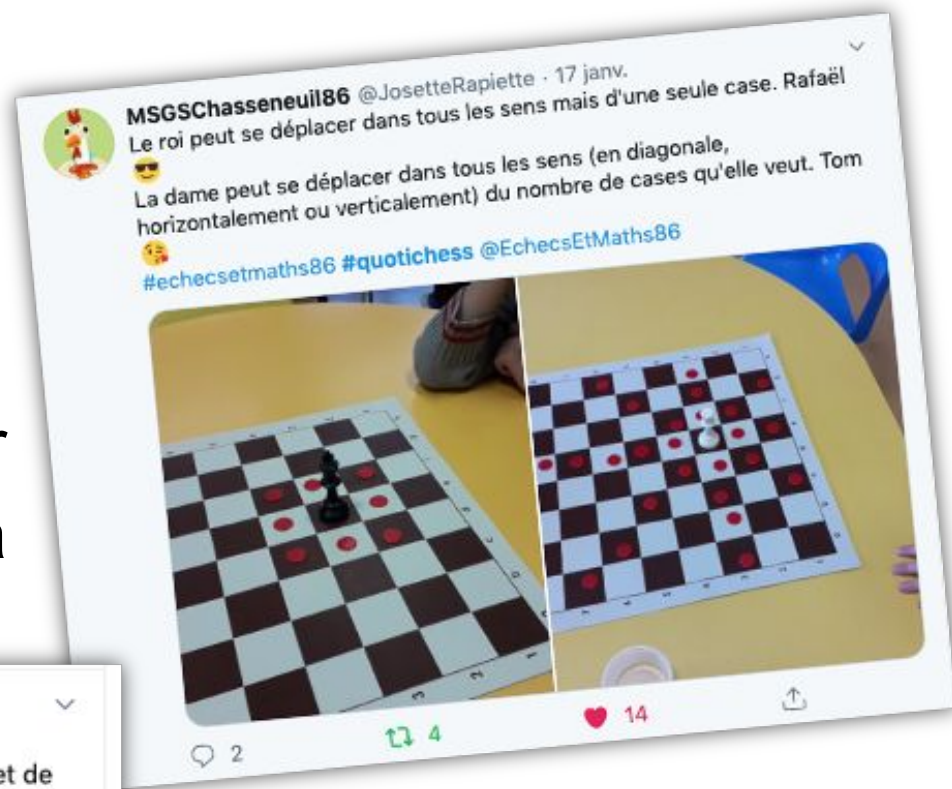 MSGSChasseneuil86 @JosetteRapiette · 17 janv.
Le roi peut se déplacer dans tous les sens mais d'une seule case. Rafaël
😎
La dame peut se déplacer dans tous les sens (en diagonale,
horizontalement ou verticalement) du nombre de cases qu'elle veut. Tom
😘
#echecsetmaths86 #quotichess @EchecsEtMaths86
2 4 14
et de